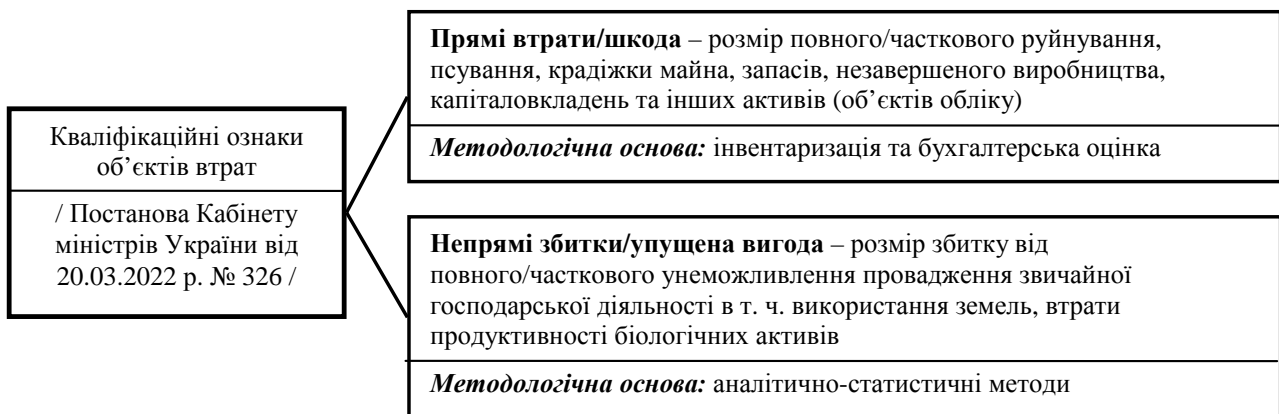 Кваліфікаційні ознаки
об’єктів втрат
/ Постанова Кабінету
міністрів України від
20.03.2022 р. № 326 /
Прямі втрати/шкода – розмір повного/часткового руйнування,
псування, крадіжки майна, запасів, незавершеного виробництва,
капіталовкладень та інших активів (об’єктів обліку)
Методологічна основа: інвентаризація та бухгалтерська оцінка
Непрямі збитки/упущена вигода – розмір збитку від
повного/часткового унеможливлення провадження звичайної
господарської діяльності в т. ч. використання земель, втрати
продуктивності біологічних активів
Методологічна основа: аналітично-статистичні методи